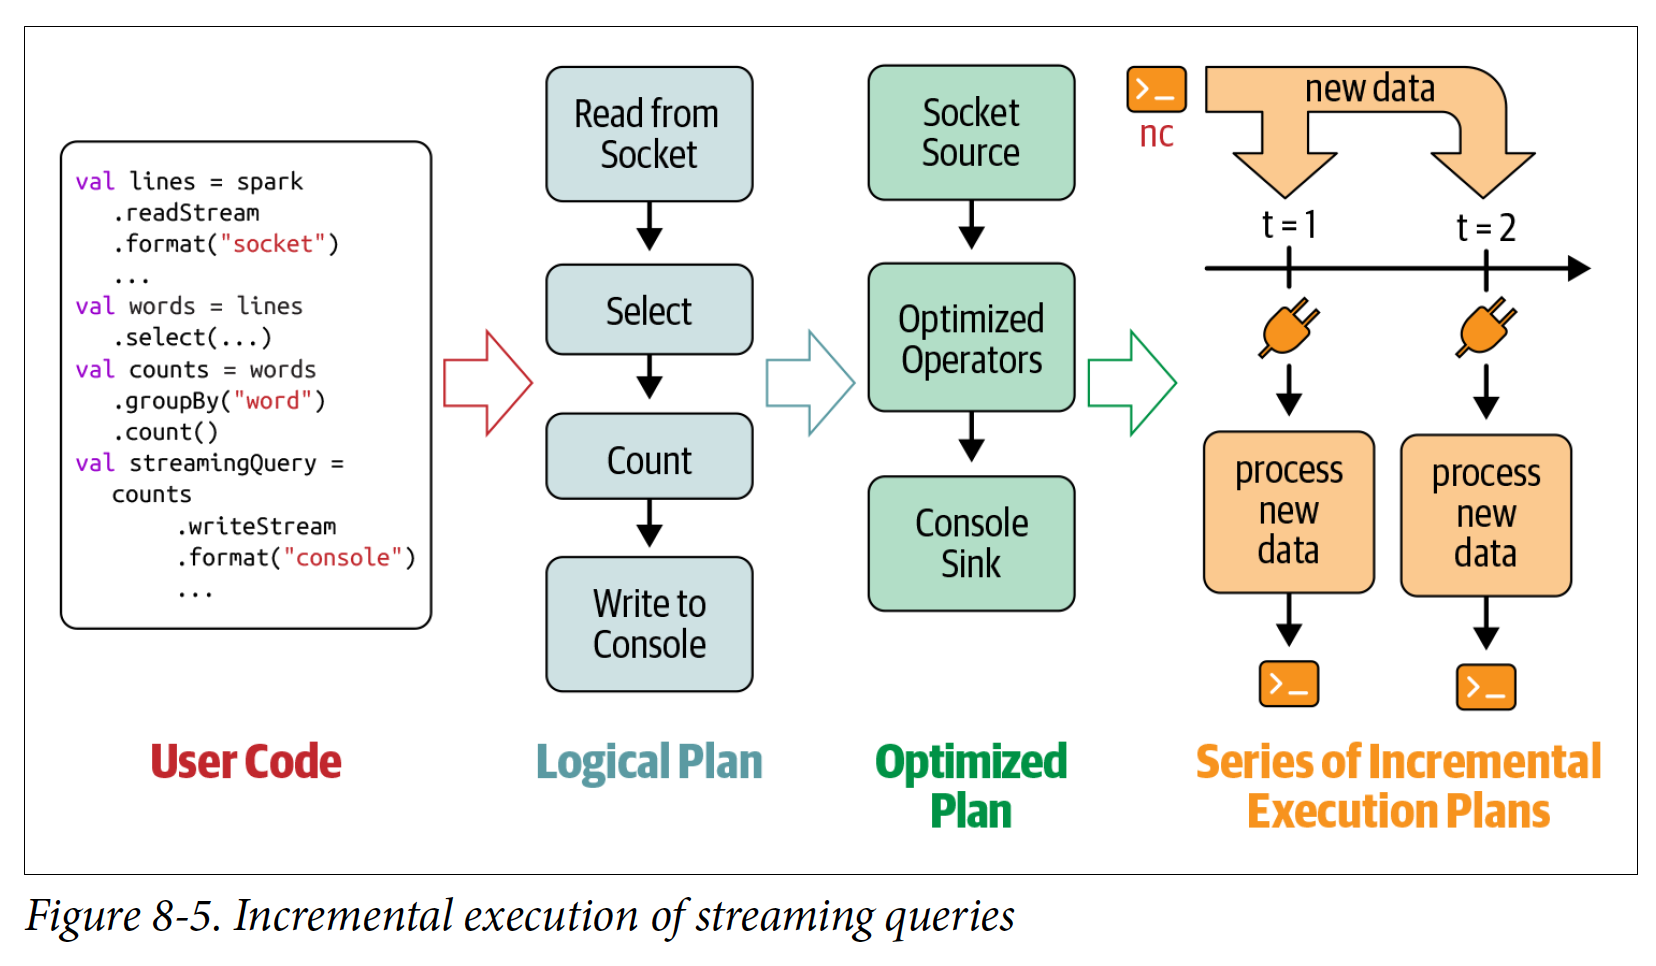 val lines = spark
.readStream
.format("socket")
...
val words = lines
.select(...)
val counts = words
.groupBy("word")
.count()
val streamingQuery =
counts
.writeStream
.format("console")
...
User Code
Read from
Socket
Select
Count
Write to
Console
Logical Plan
Socket
Source
Optimized
Operators
Console
Sink
Optimized
Plan
>_
nc
new data
t = 1
t = 2
process
new
data
process
new
data
>_
>_
Series of Incremental
Execution Plans
Figure 8-5. Incremental execution of streaming queries